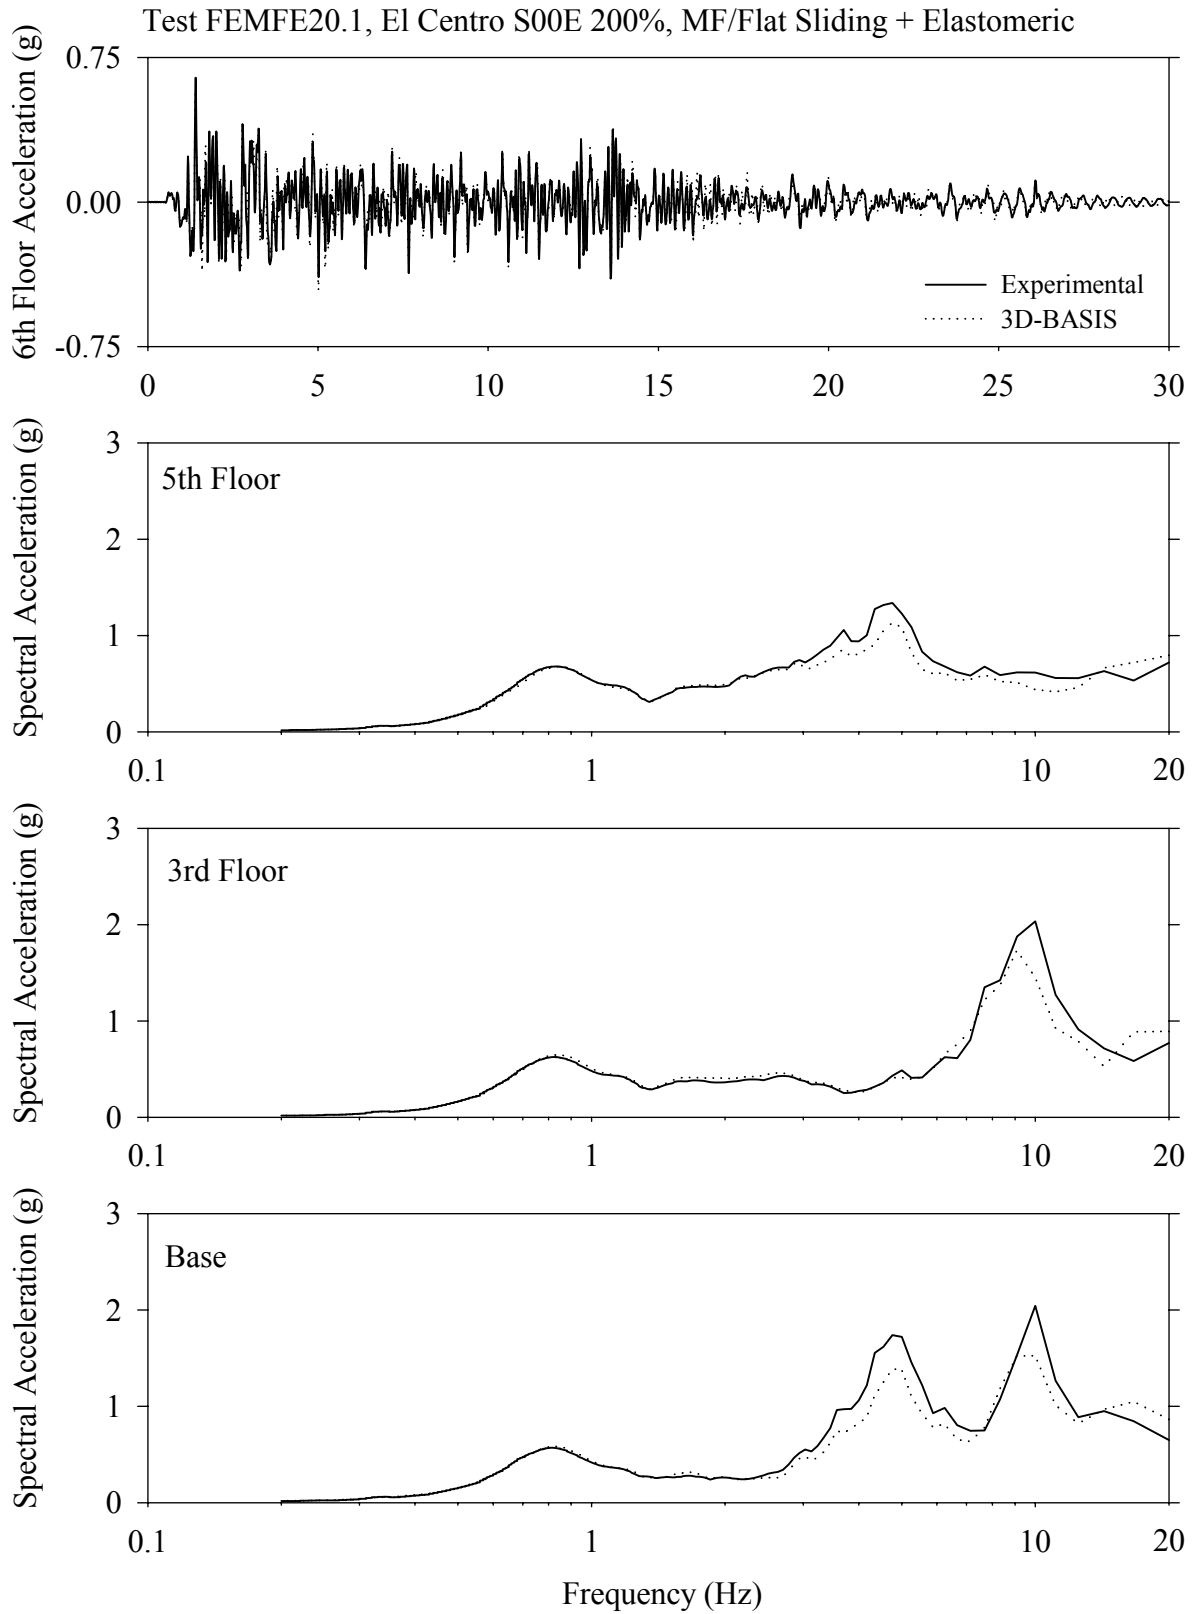 Test FEMFE20.1, El Centro S00E 200%, MF/Flat Sliding + Elastomeric
6th Floor Acceleration (g)
0.75
0.00
-0.75
Experimental
3D-BASIS
0 5 10 15 20 25 30
Spectral Acceleration (g)
3
2
1
0
5th Floor
0.1 1 10 20
Spectral Acceleration (g)
3
2
1
0
3rd Floor
0.1 1 10 20
Spectral Acceleration (g)
3
2
1
0
Base
0.1 1 10 20
Frequency (Hz)